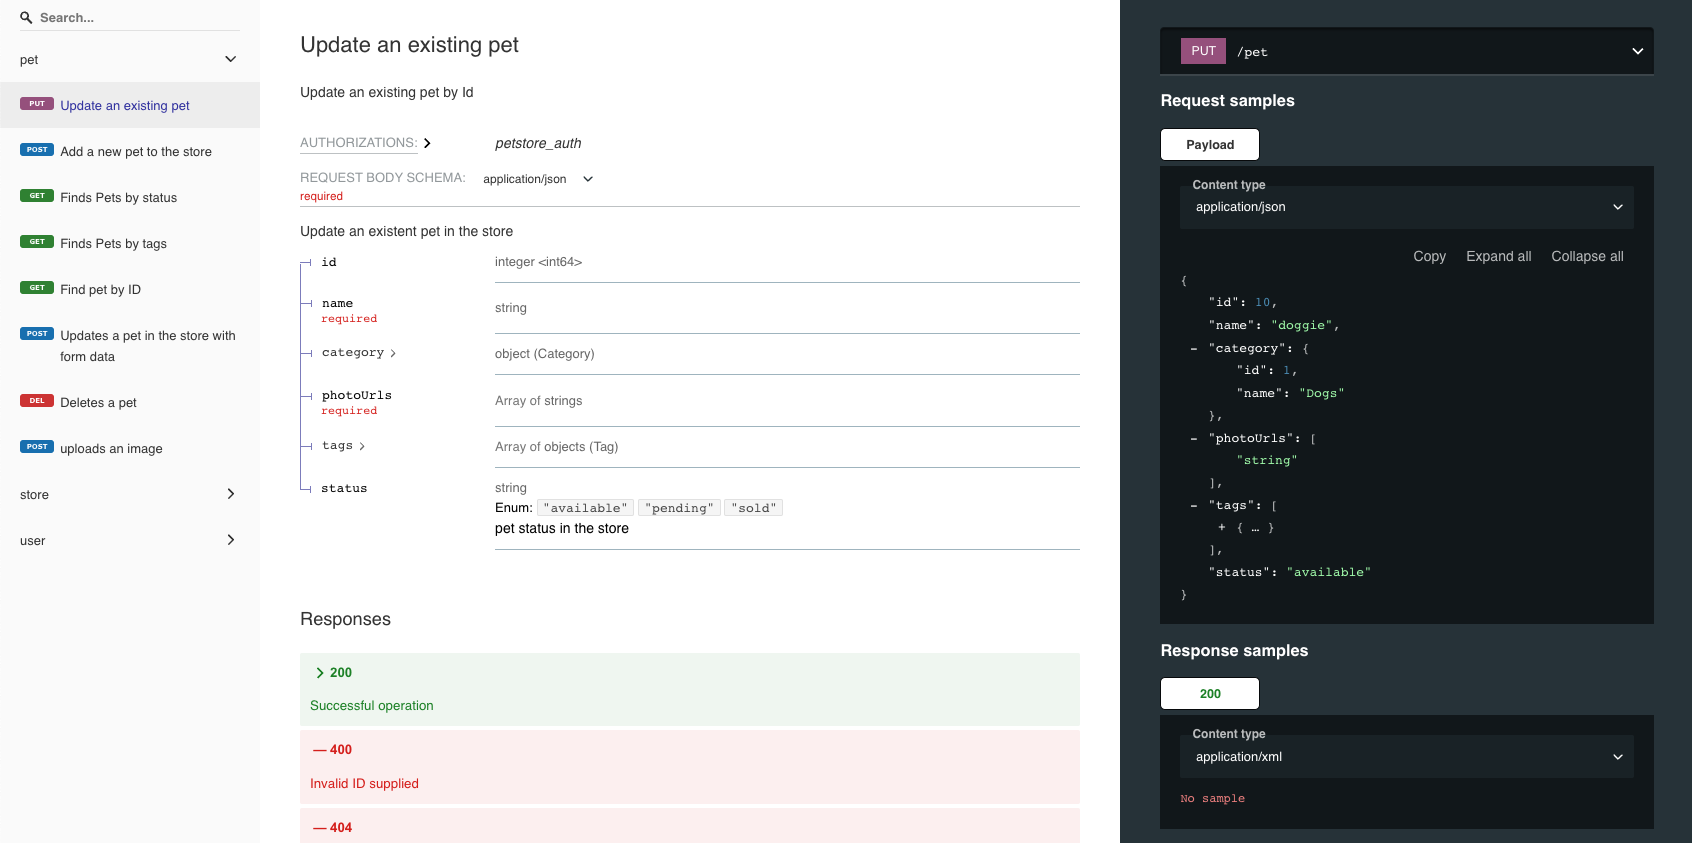 Search...
pet
PUT Update an existing pet
POST Add a new pet to the store
GET Finds Pets by status
GET Finds Pets by tags
GET Find pet by ID
POST Updates a pet in the store with
form data
DEL Deletes a pet
POST uploads an image
store
user
Update an existing pet
Update an existing pet by Id
AUTHORIZATIONS: petstore_auth
REQUEST BODY SCHEMA: application/json
required
Update an existent pet in the store
id integer <int64>
name string
required
category object (Category)
photoUrls Array of strings
required
tags Array of objects (Tag)
status string
Enum: "available" "pending" "sold"
pet status in the store
Responses
200
Successful operation
— 400
Invalid ID supplied
— 404
PUT /pet
Request samples
Payload
Content type
application/json
Copy Expand all Collapse all
{
"id": 10,
"name": "doggie",
- "category": {
"id": 1,
"name": "Dogs"
},
- "photoUrls": [
"string"
],
- "tags": [
+ { … }
],
"status": "available"
}
Response samples
200
Content type
application/xml
No sample